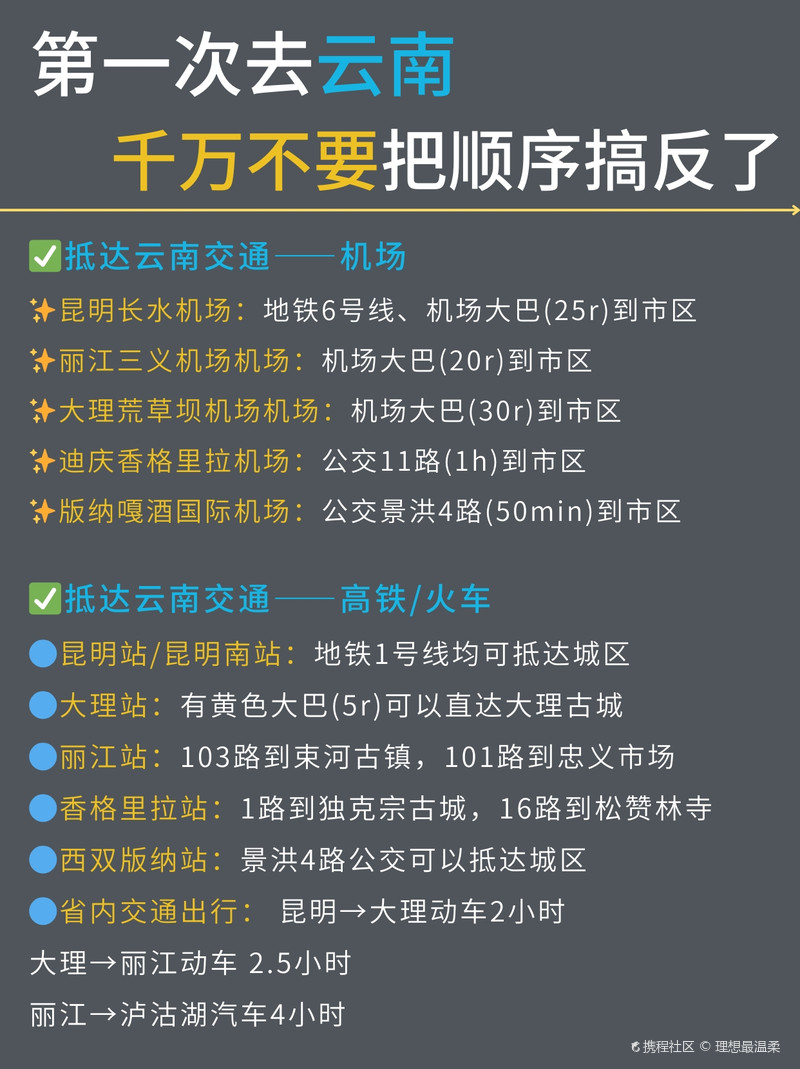 第一次去云南
千万不要把顺序搞反了
✅抵达云南交通——机场
✨昆明长水机场：地铁6号线、机场大巴(25r)到市区
✨丽江三义机场机场：机场大巴(20r)到市区
✨大理荒草坝机场机场：机场大巴(30r)到市区
✨迪庆香格里拉机场：公交11路(1h)到市区
✨版纳嘎酒国际机场：公交景洪4路(50min)到市区
✅抵达云南交通——高铁/火车
🔵昆明站/昆明南站：地铁1号线均可抵达城区
🔵大理站：有黄色大巴(5r)可以直达大理古城
🔵丽江站：103路到束河古镇，101路到忠义市场
🔵香格里拉站：1路到独克宗古城，16路到松赞林寺
🔵西双版纳站：景洪4路公交可以抵达城区
🔵省内交通出行： 昆明→大理动车2小时
大理→丽江动车 2.5小时
丽江→泸沽湖汽车4小时
携程社区 © 理想最温柔